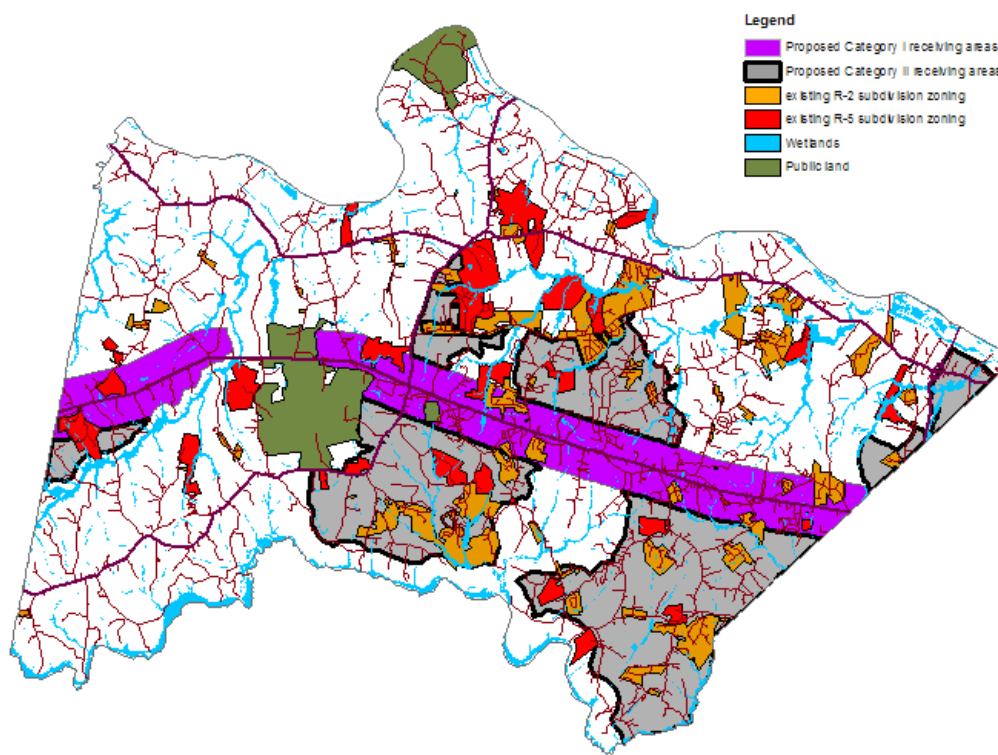 Legend
Proposed Category I receiving areas
Proposed Category II receiving areas
existing R-2 subdivision zoning
existing R-5 subdivision zoning
Wetlands
Public land